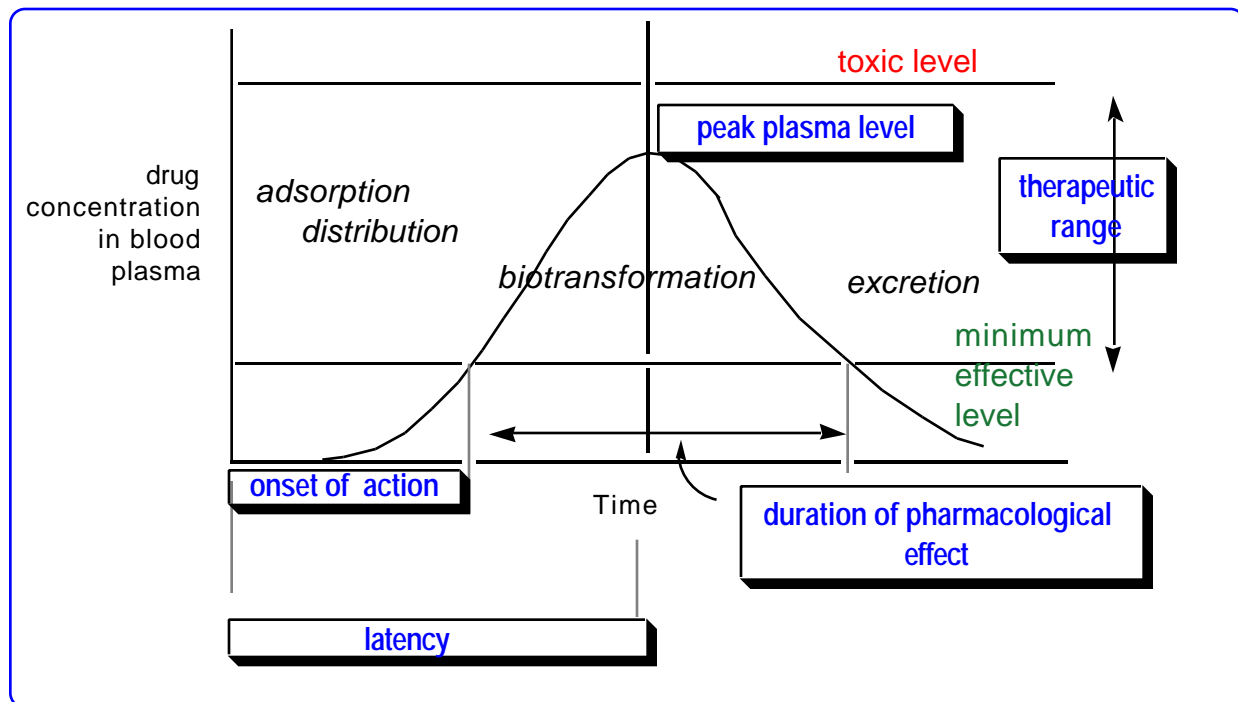 toxic level
peak plasma level
drug
concentration
in blood
plasma
adsorption
distribution
therapeutic
range
biotransformation
excretion
minimum
effective
level
onset of action
Time
duration of pharmacological
effect
latency